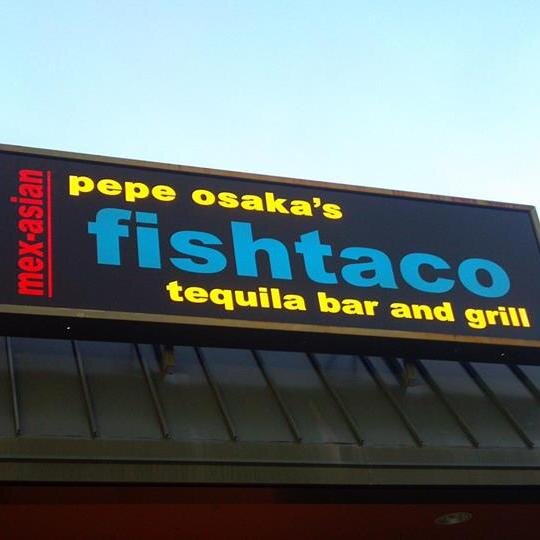 mex-asian
pepe osaka's
fishtaco
tequila bar and grill